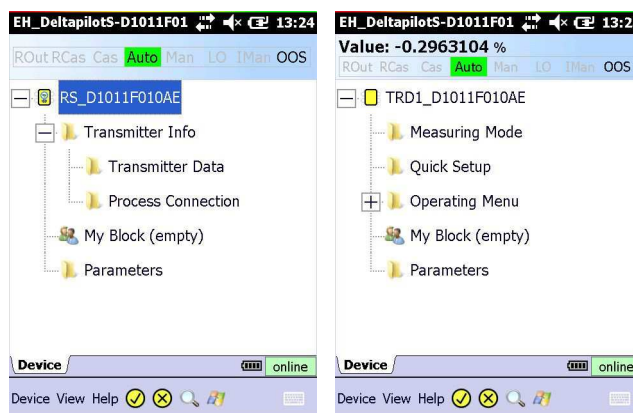 EH_DeltapilotS-D1011F01 13:24
ROut RCas Cas Auto Man LO IMan OOS
RS_D1011F010AE
Transmitter Info
Transmitter Data
Process Connection
My Block (empty)
Parameters
Device online
Device View Help
EH_DeltapilotS-D1011F01 13:2
Value: -0.2963104 %
ROut RCas Cas Auto Man LO IMan OOS
TRD1_D1011F010AE
Measuring Mode
Quick Setup
Operating Menu
My Block (empty)
Parameters
Device online
Device View Help